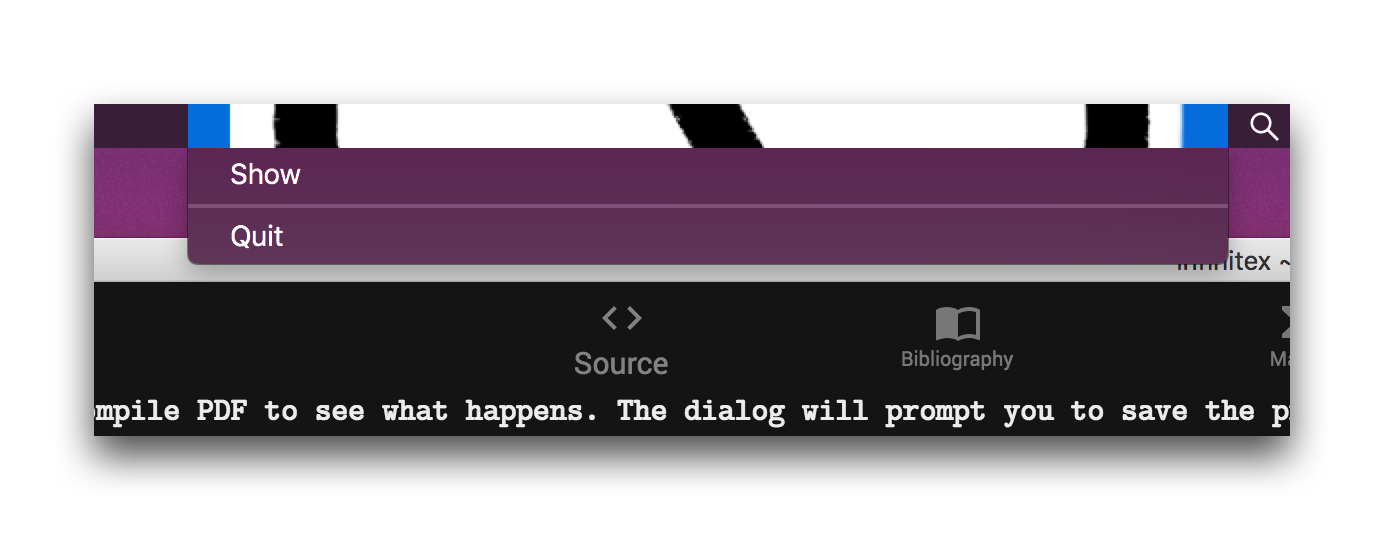 Show
Quit
Infinitex ~
Source
Bibliography
mpile PDF to see what happens. The dialog will prompt you to save the